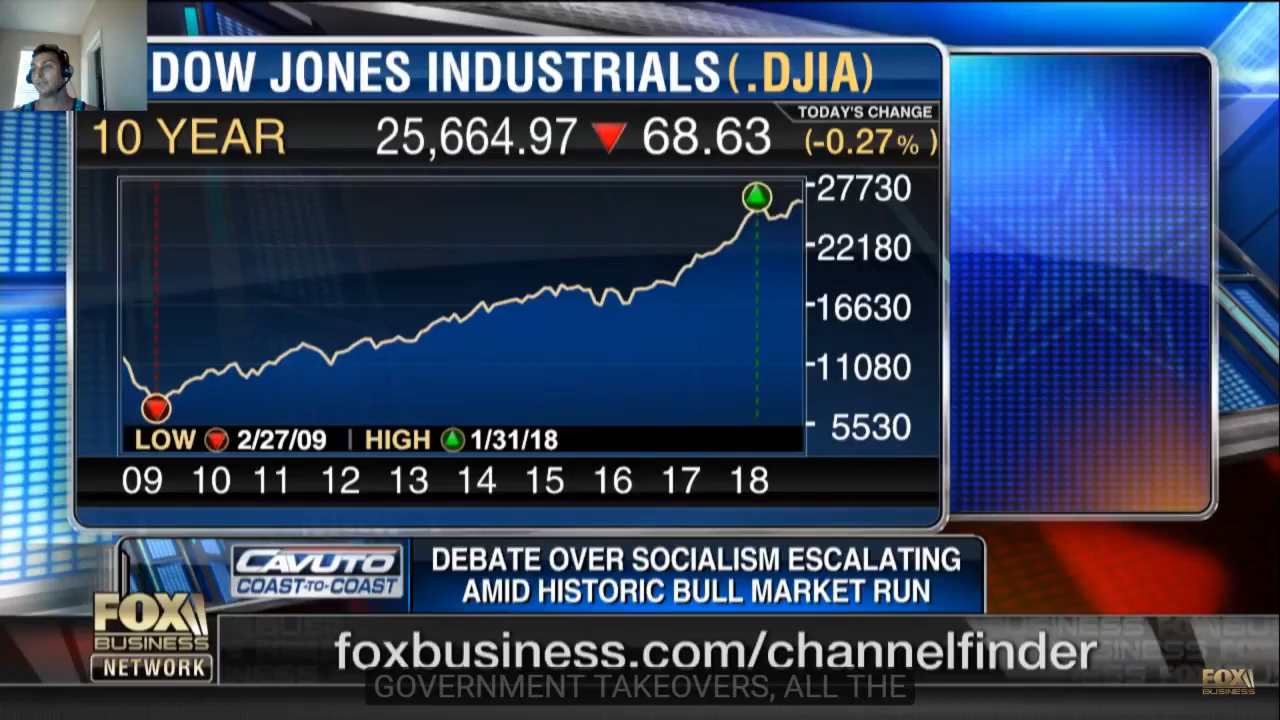 DOW JONES INDUSTRIALS (.DJIA)
TODAY'S CHANGE
10 YEAR 25,664.97 68.63 (-0.27%)
27730
22180
16630
11080
5530
LOW 2/27/09 | HIGH 1/31/18
09 10 11 12 13 14 15 16 17 18
CAVUTO
COAST-TO-COAST
DEBATE OVER SOCIALISM ESCALATING
AMID HISTORIC BULL MARKET RUN
FOX
BUSINESS
NETWORK
foxbusiness.com/channelfinder
GOVERNMENT TAKEOVERS, ALL THE
FOX
BUSINESS